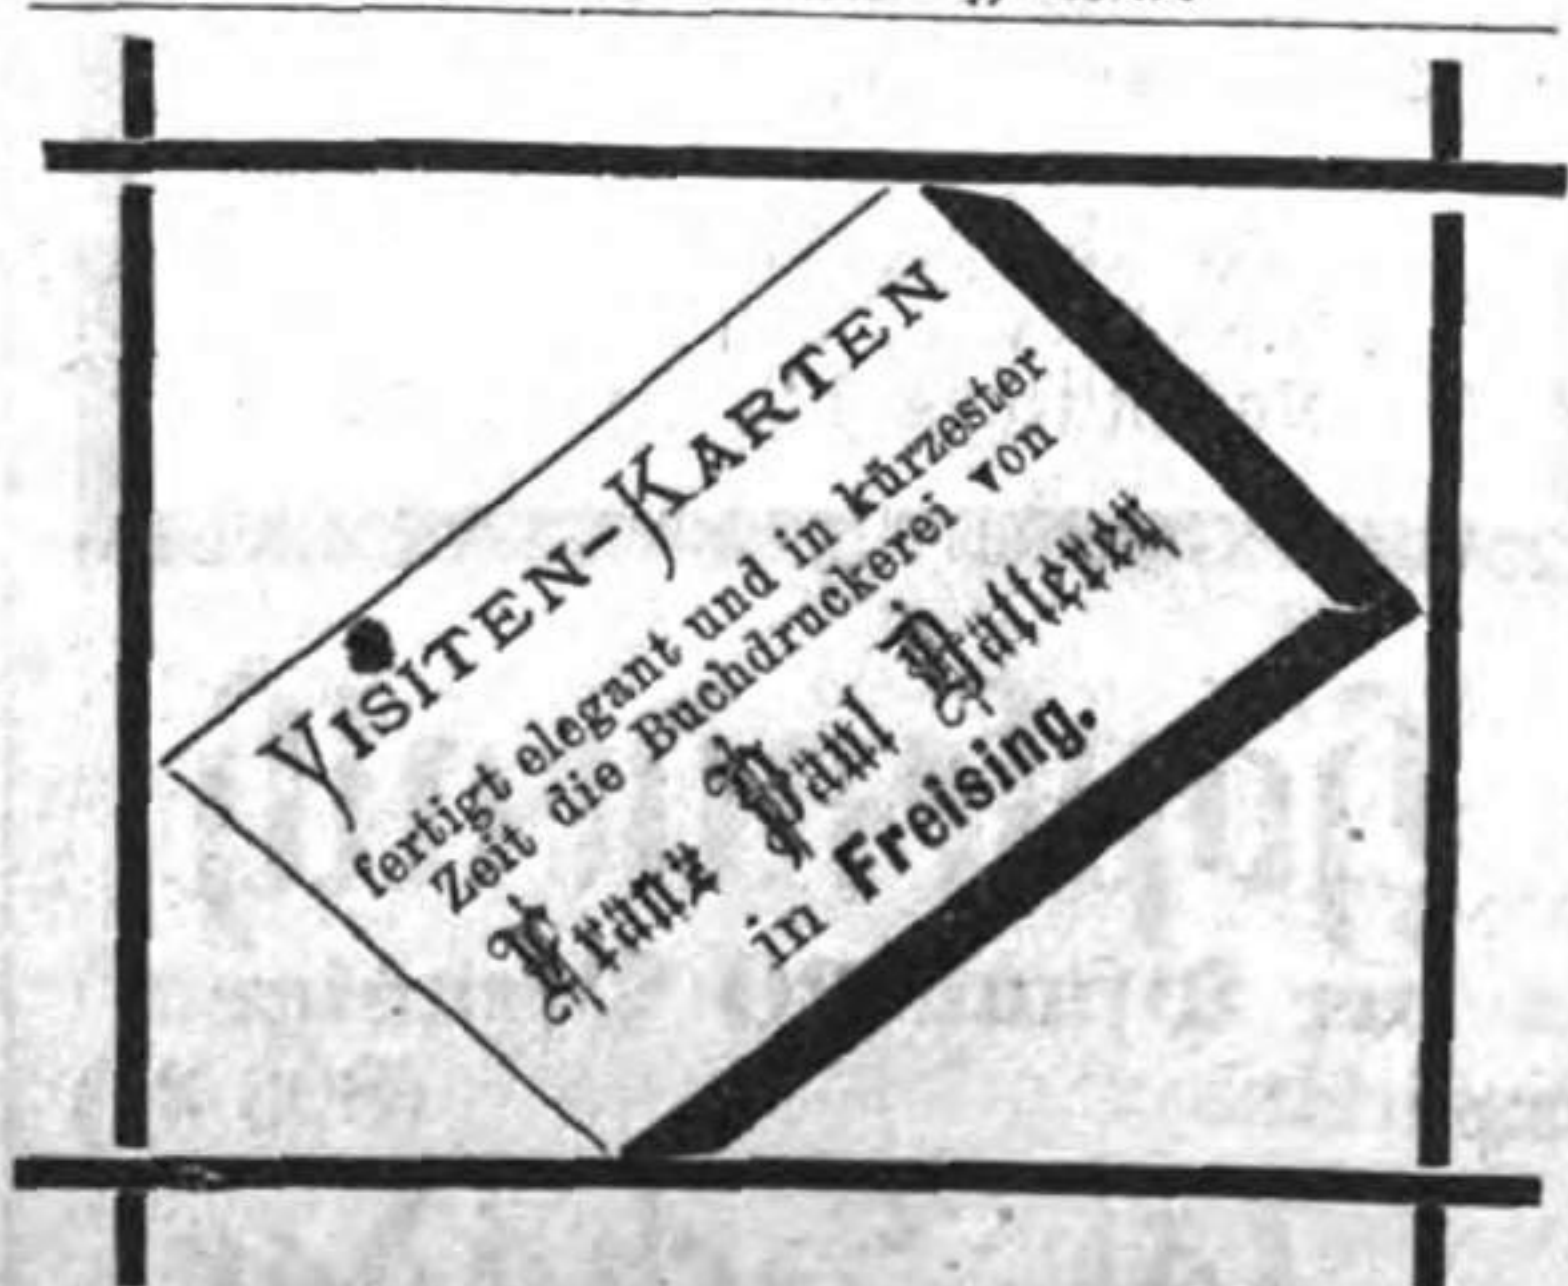 VISITEN-KARTEN
fertigt elegant und in kürzester
Zeit die Buchdruckerei von
Franz Paul Datterer
in Freising.